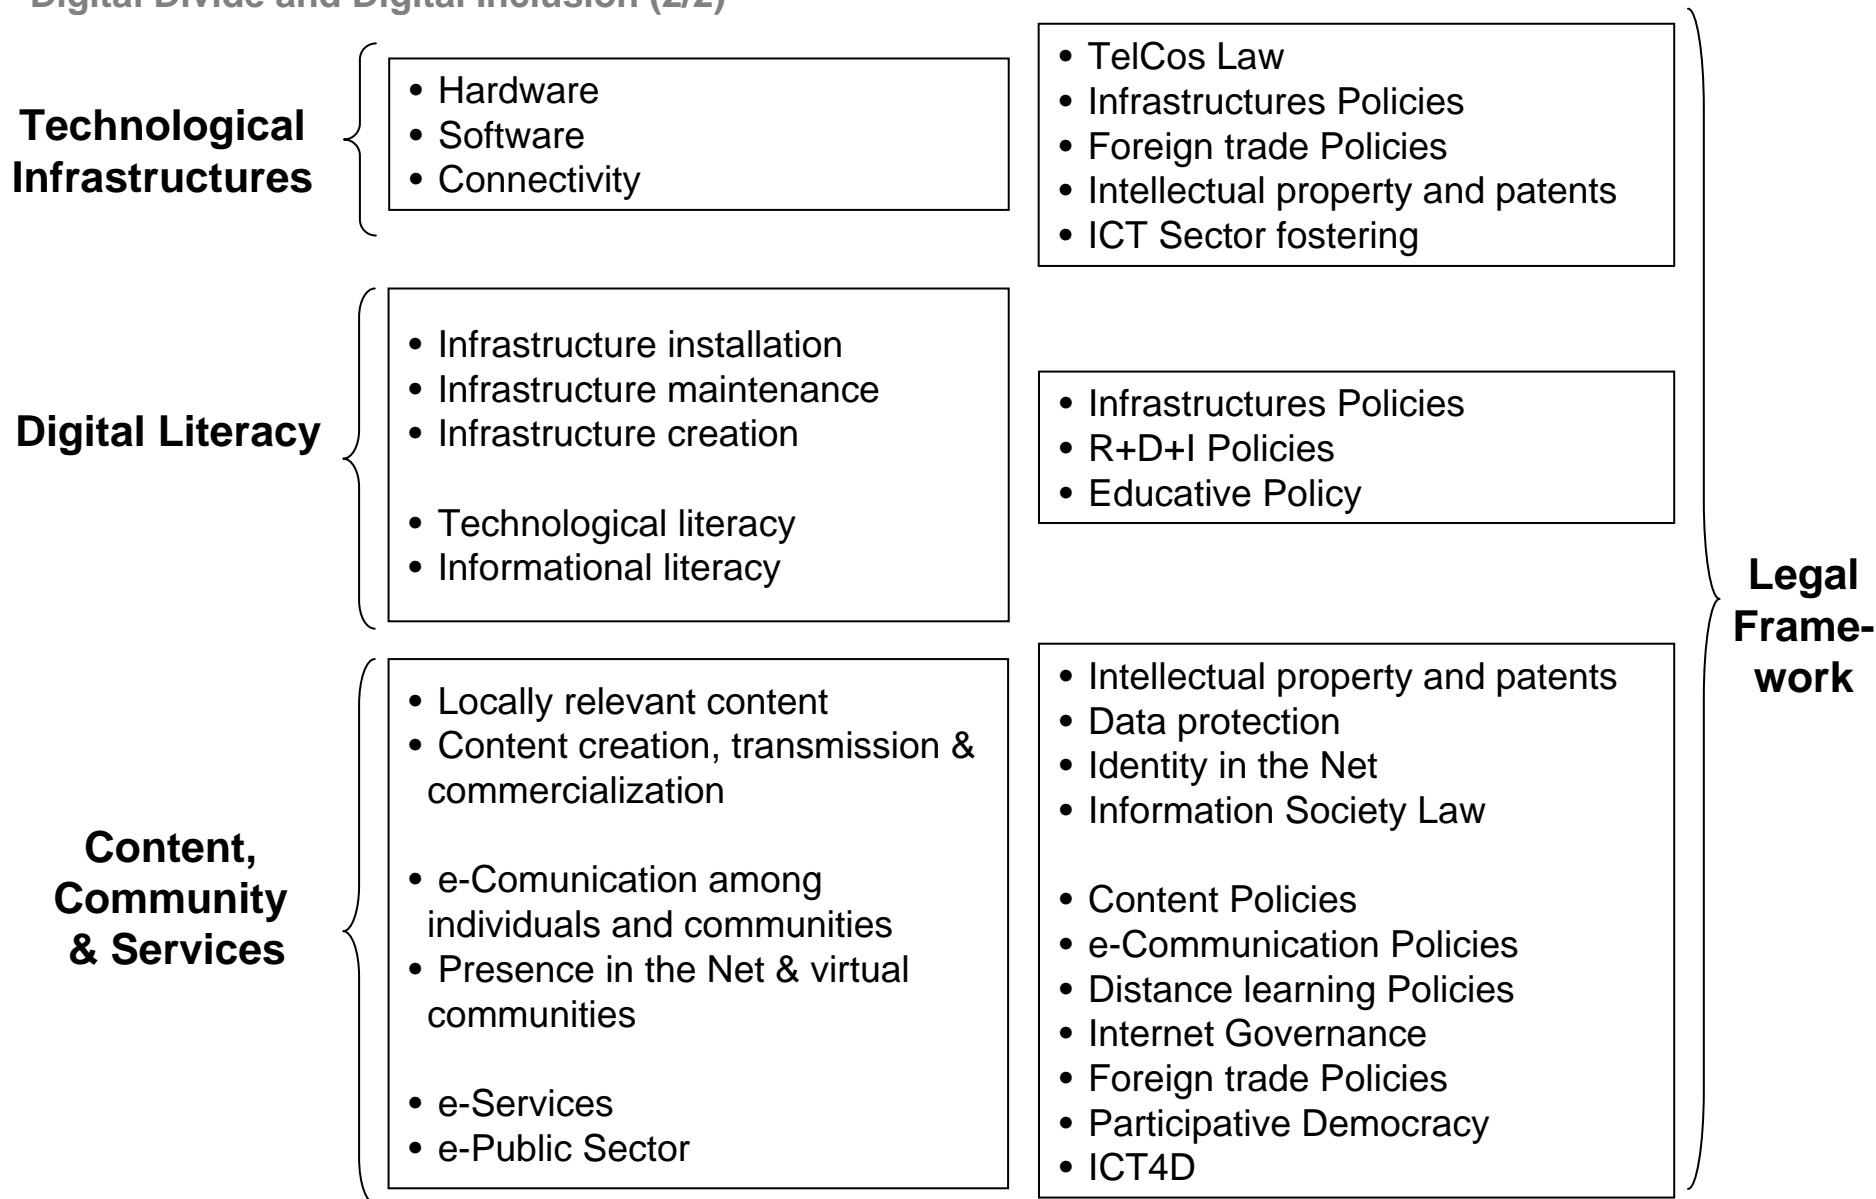 Digital Divide and Digital Inclusion (2/2)
Technological
Infrastructures
• Hardware
• Software
• Connectivity
• TelCos Law
• Infrastructures Policies
• Foreign trade Policies
• Intellectual property and patents
• ICT Sector fostering
Digital Literacy
• Infrastructure installation
• Infrastructure maintenance
• Infrastructure creation
• Technological literacy
• Informational literacy
• Infrastructures Policies
• R+D+I Policies
• Educative Policy
Content,
Community
& Services
• Locally relevant content
• Content creation, transmission &
commercialization
• e-Comunication among
individuals and communities
• Presence in the Net & virtual
communities
• e-Services
• e-Public Sector
• Intellectual property and patents
• Data protection
• Identity in the Net
• Information Society Law
• Content Policies
• e-Communication Policies
• Distance learning Policies
• Internet Governance
• Foreign trade Policies
• Participative Democracy
• ICT4D
Legal
Frame-
work